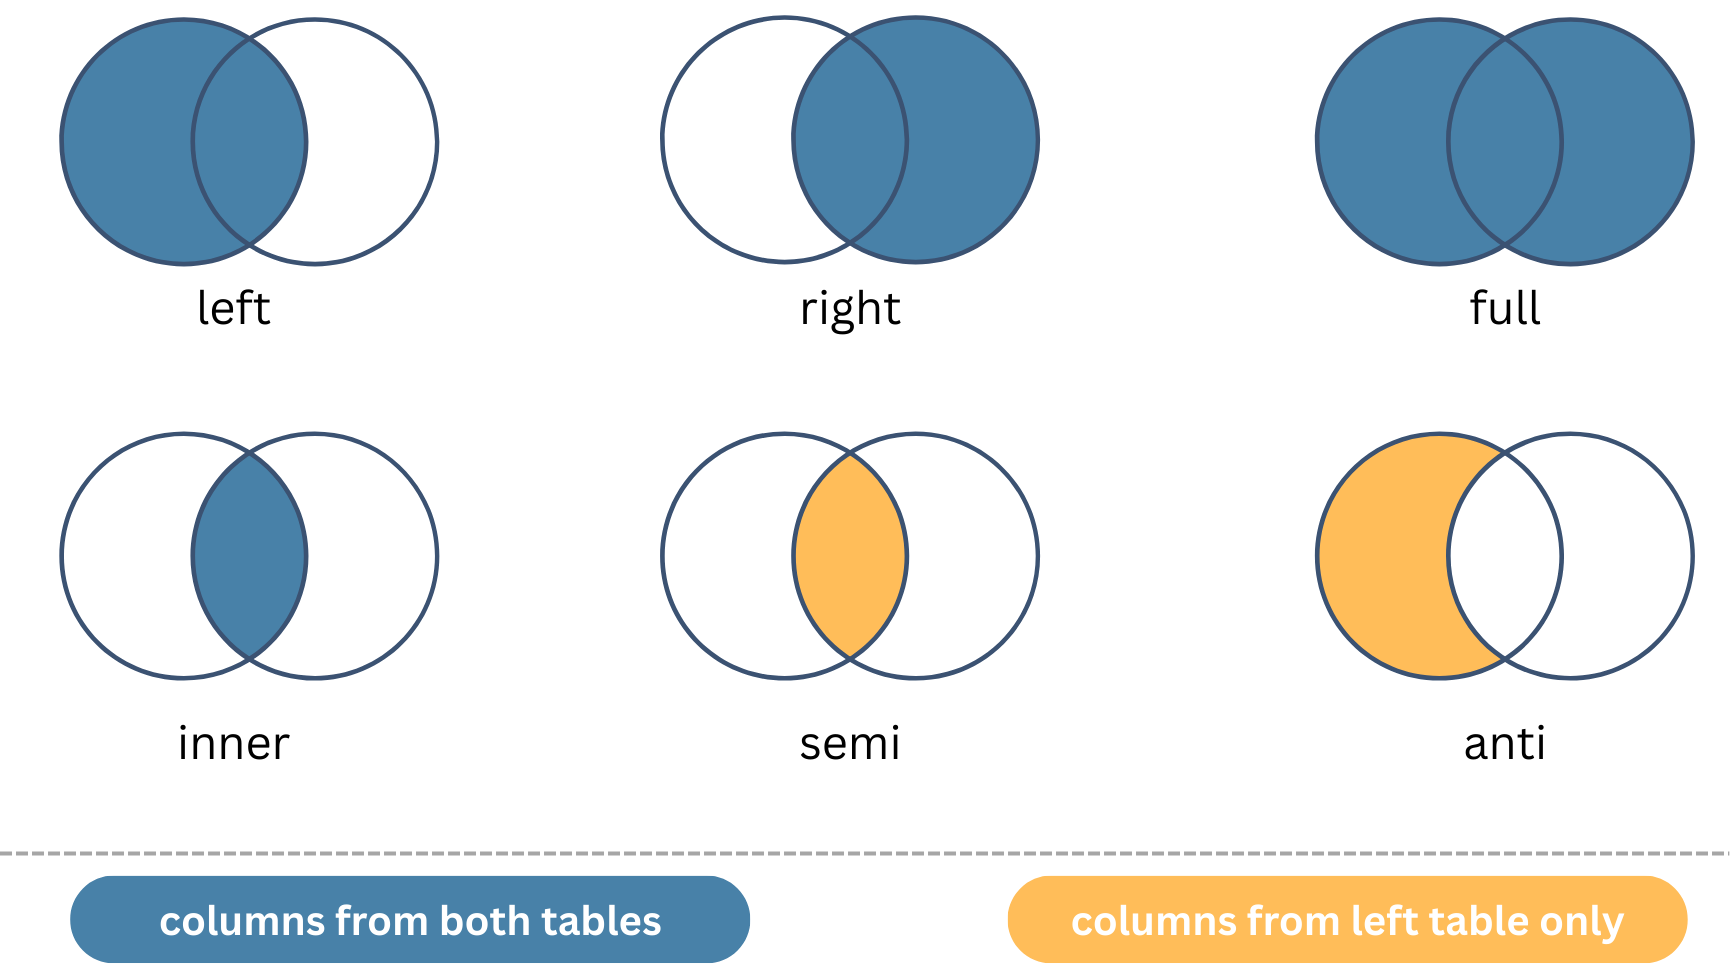 left
right
full
inner
semi
anti
columns from both tables
columns from left table only